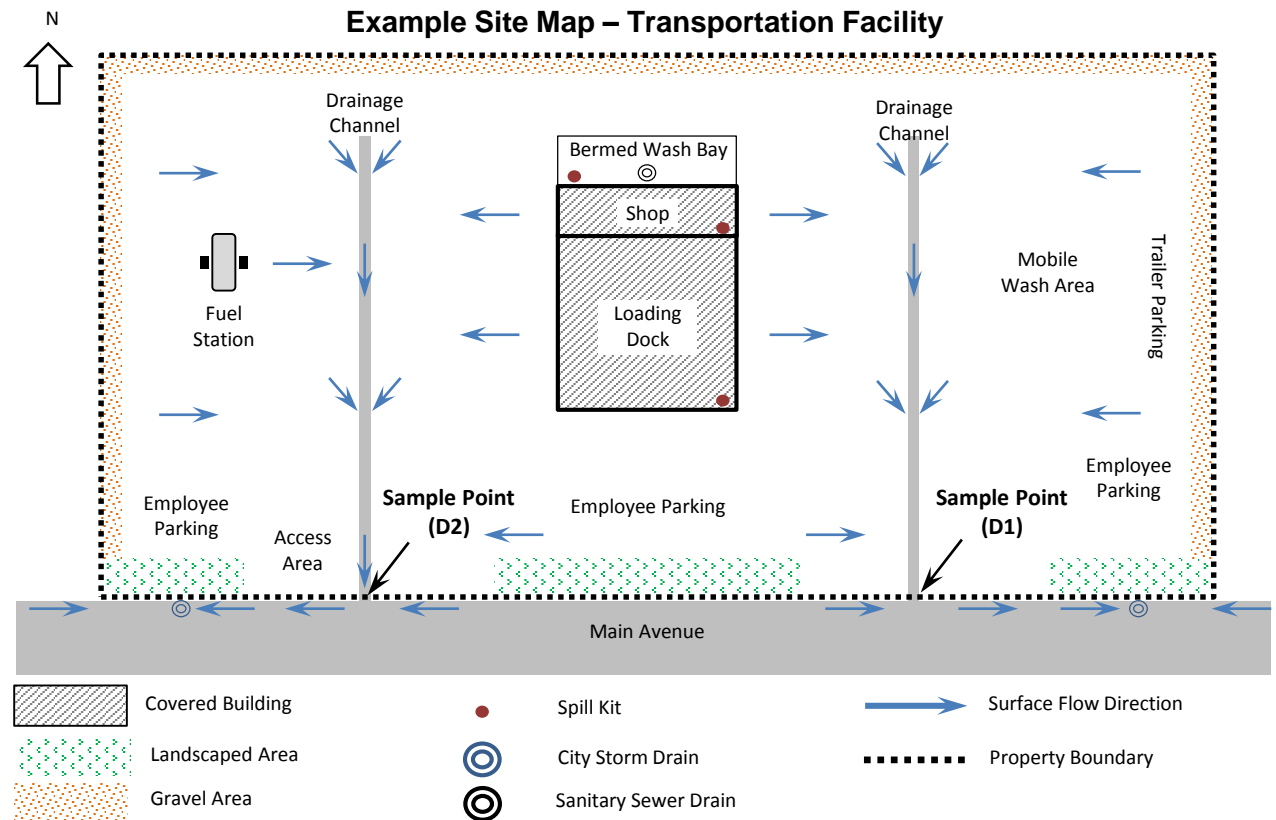 Example Site Map – Transportation Facility
N
Drainage
Channel
Drainage
Channel
Bermed Wash Bay
Shop
Fuel
Station
Loading
Dock
Mobile
Wash Area
Trailer Parking
Employee
Parking
Access
Area
Sample Point
(D2)
Employee Parking
Sample Point
(D1)
Employee
Parking
Main Avenue
Covered Building
Spill Kit
Surface Flow Direction
Landscaped Area
City Storm Drain
Property Boundary
Gravel Area
Sanitary Sewer Drain